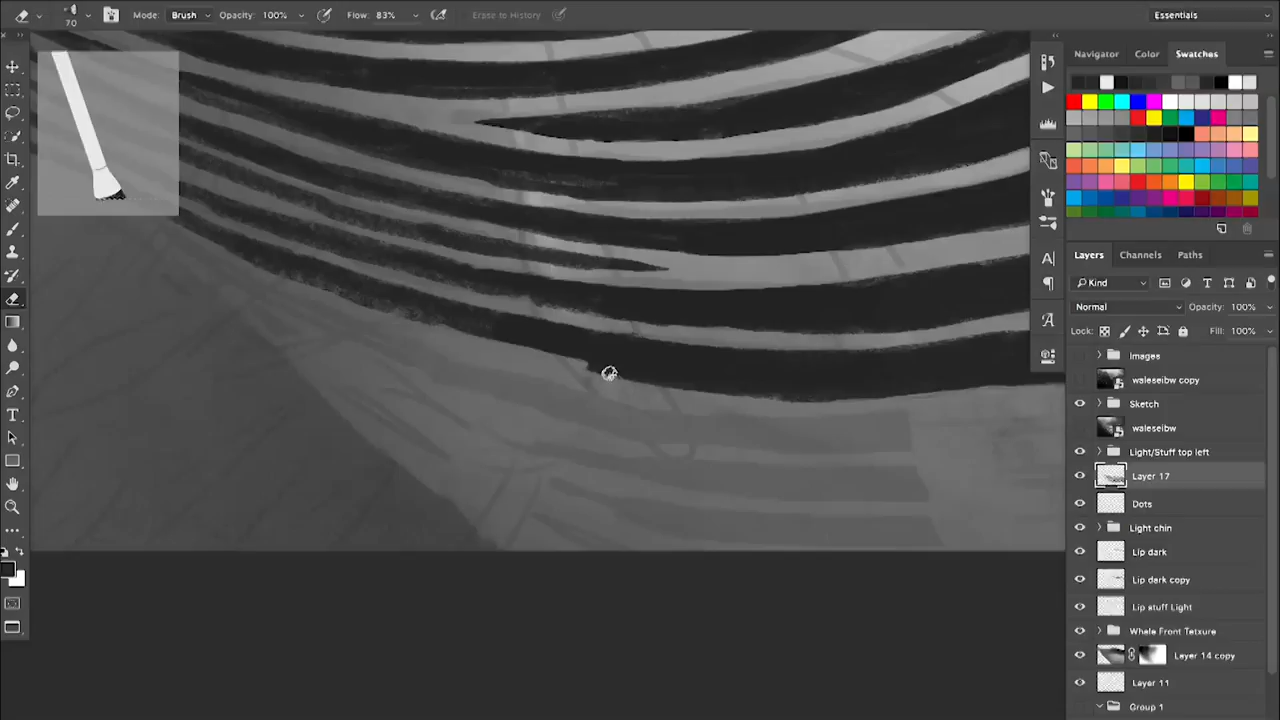 70 Mode: Brush Opacity: 100% Flow: 83% Erase to History Essentials
Navigator Color Swatches
Layers Channels Paths
Kind
Normal Opacity: 100%
Lock: Fill: 100%
Images
waleseibw copy
Sketch
waleseibw
Light/Stuff top left
Layer 17
Dots
Light chin
Lip dark
Lip dark copy
Lip stuff Light
Whale Front Tetxure
Layer 14 copy
Layer 11
Group 1